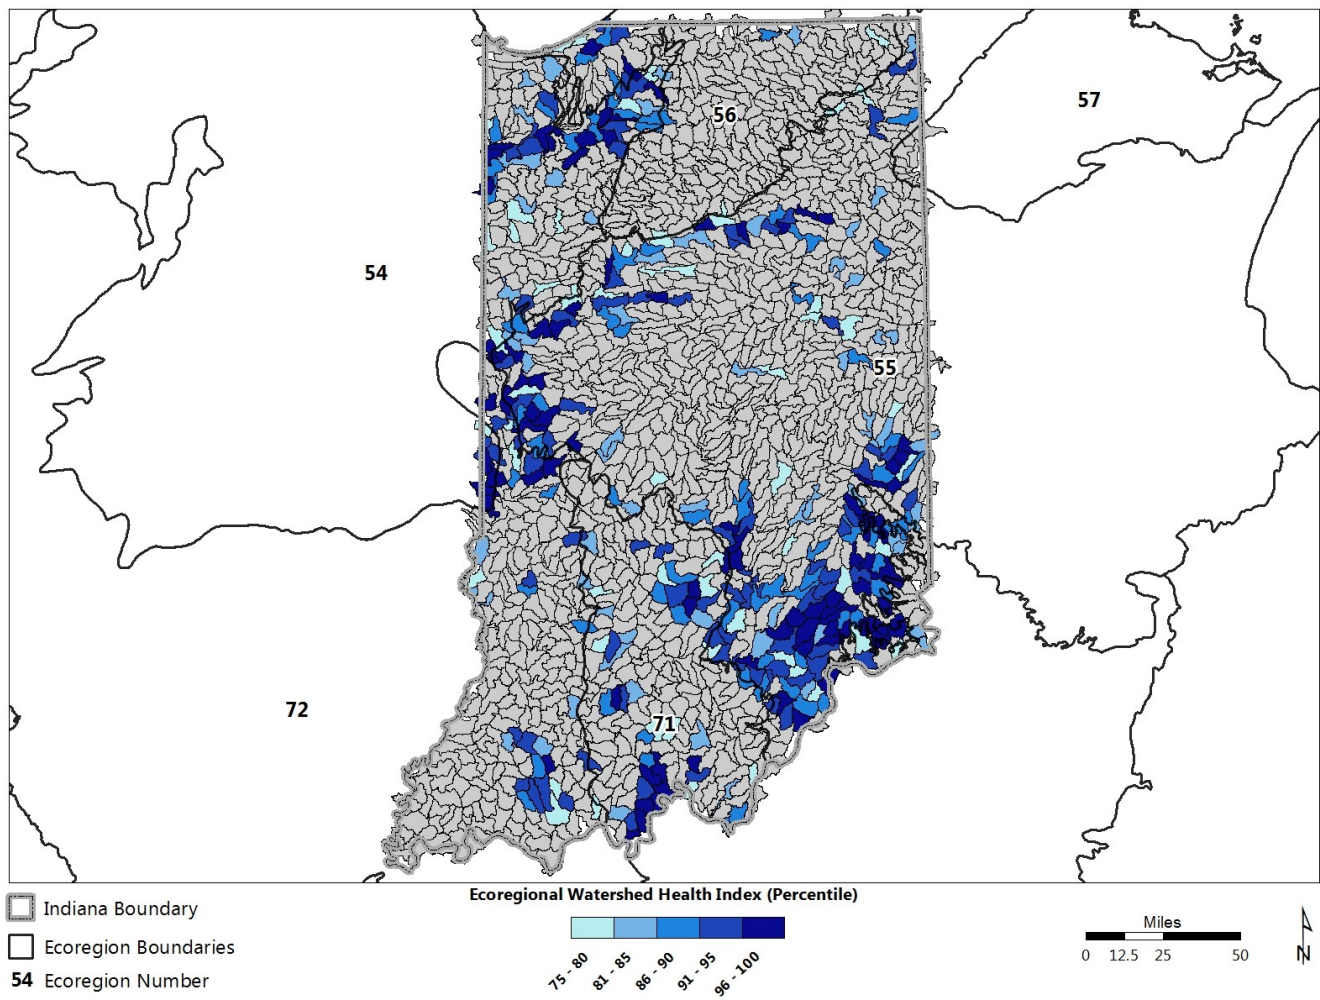 56
57
54
55
72
71
Ecoregional Watershed Health Index (Percentile)
Indiana Boundary
Ecoregion Boundaries
54 Ecoregion Number
75 - 80
81 - 85
86 - 90
91 - 95
96 - 100
Miles
0 12.5 25 50
N